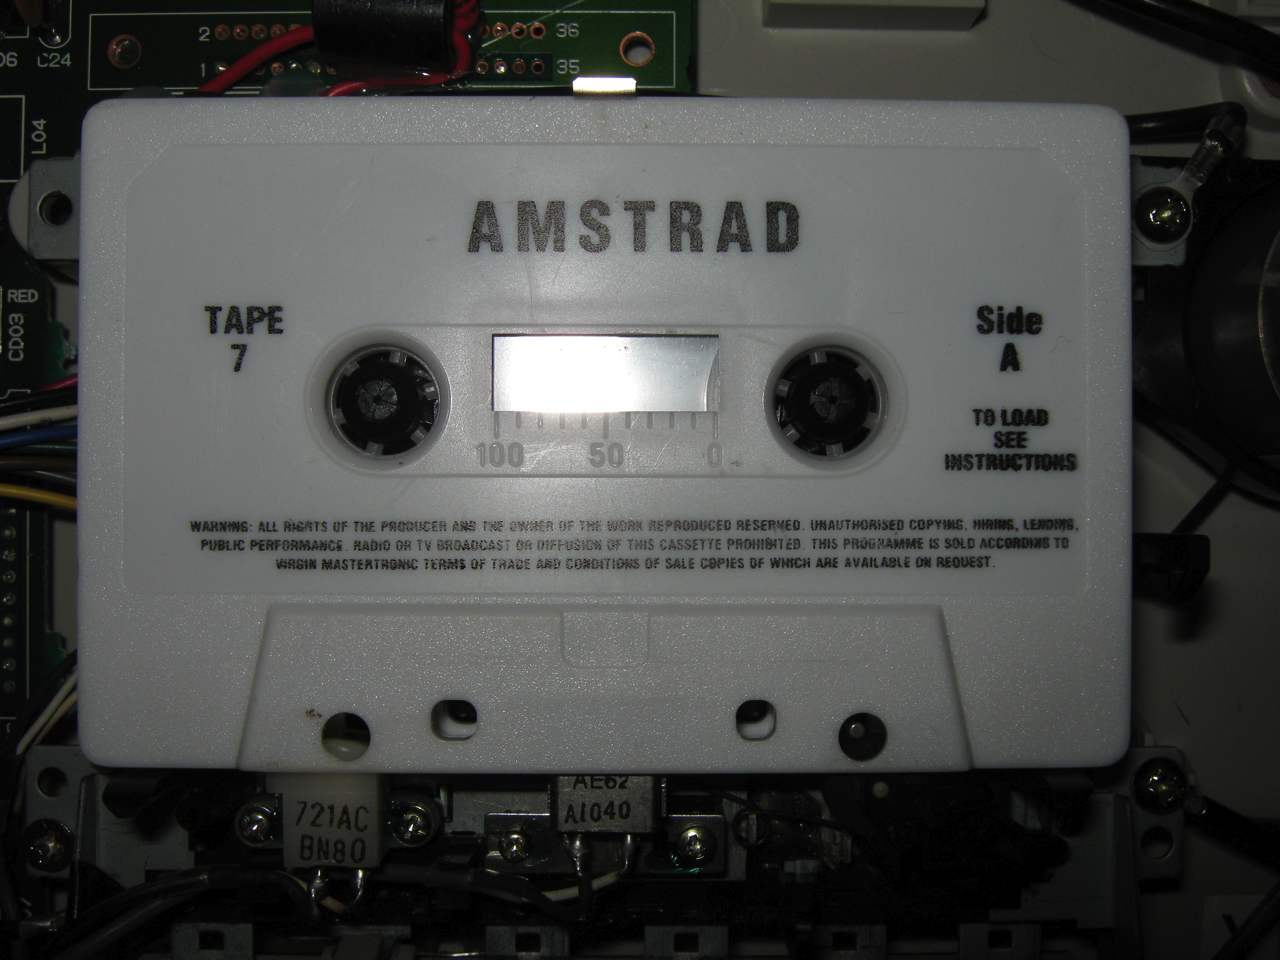 2
36
1
35
C24
L04
RED
CD03
AMSTRAD
TAPE
7
Side
A
TO LOAD
SEE
INSTRUCTIONS
100 50 0
WARNING: ALL RIGHTS OF THE PRODUCER AND THE OWNER OF THE WORK REPRODUCED RESERVED. UNAUTHORISED COPYING, HIRING, LENDING,
PUBLIC PERFORMANCE. RADIO OR TV BROADCAST OR DIFFUSION OF THIS CASSETTE PROHIBITED. THIS PROGRAMME IS SOLD ACCORDING TO
VIRGIN MASTERTRONIC TERMS OF TRADE AND CONDITIONS OF SALE COPIES OF WHICH ARE AVAILABLE ON REQUEST.
721AC
BN80
AE62
A1040